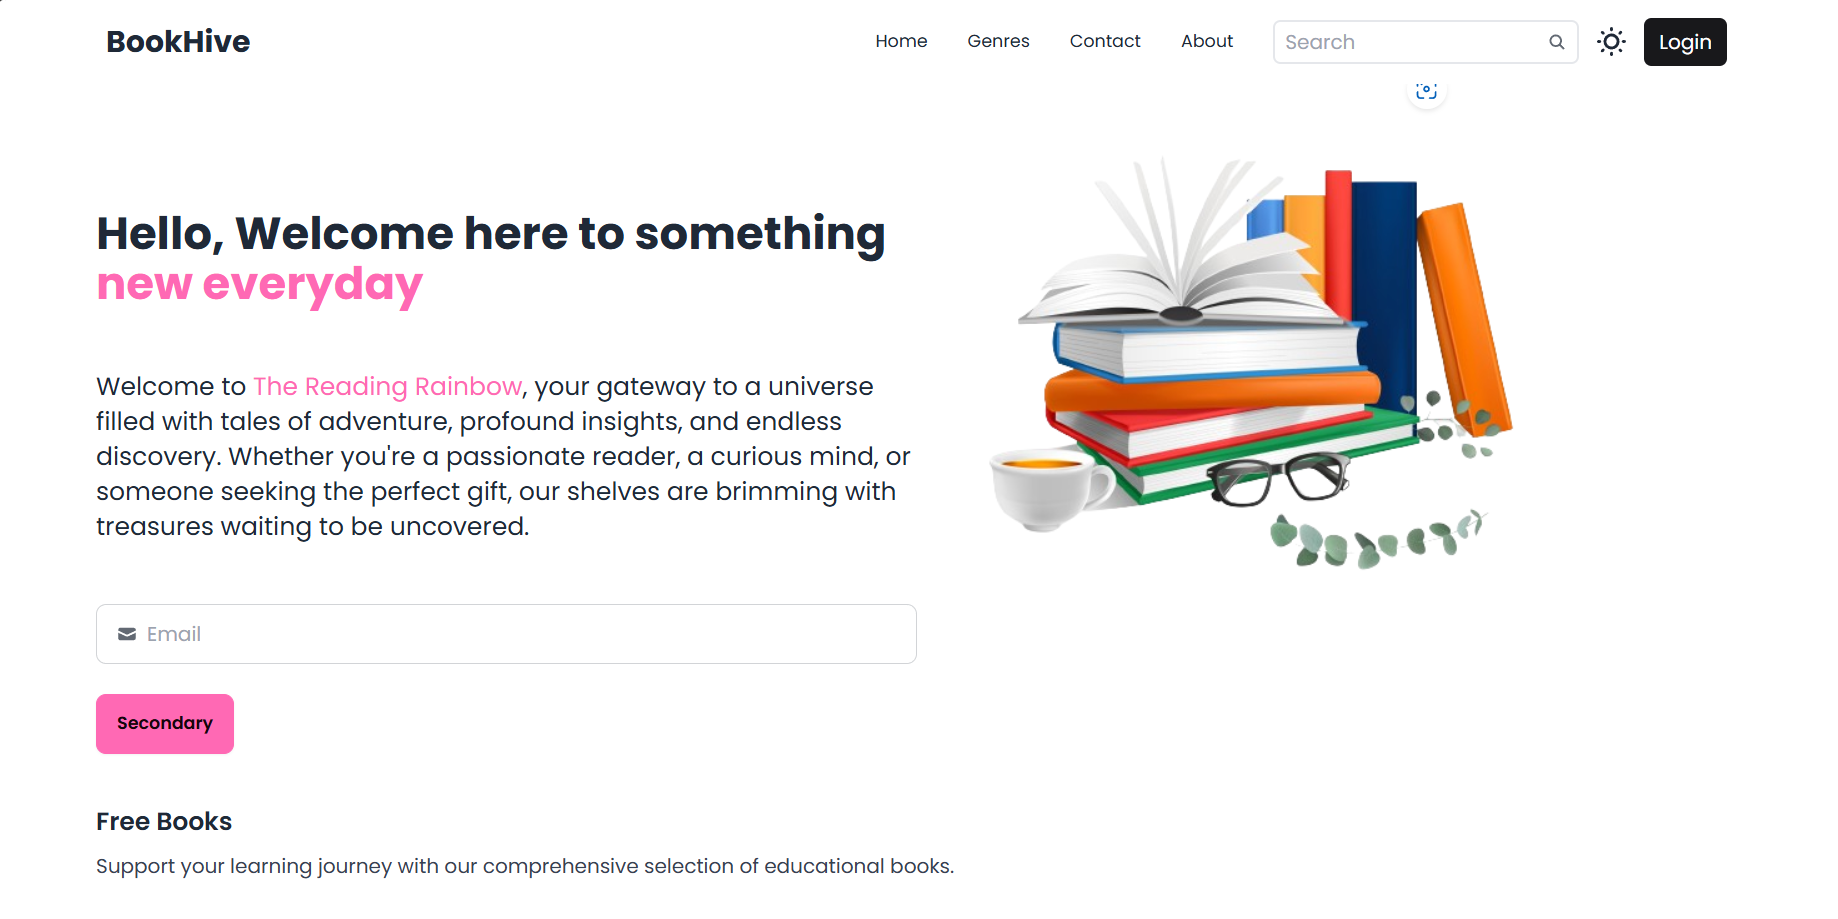 BookHive
Home
Genres
Contact
About
Search
Login
Hello, Welcome here to something
new everyday
Welcome to The Reading Rainbow, your gateway to a universe
filled with tales of adventure, profound insights, and endless
discovery. Whether you're a passionate reader, a curious mind, or
someone seeking the perfect gift, our shelves are brimming with
treasures waiting to be uncovered.
Email
Secondary
Free Books
Support your learning journey with our comprehensive selection of educational books.